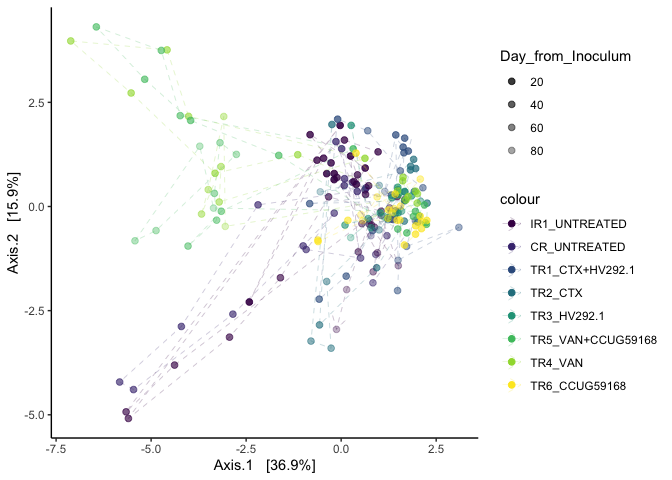 Day_from_Inoculum
20
40
60
80
colour
IR1_UNTREATED
CR_UNTREATED
TR1_CTX+HV292.1
TR2_CTX
TR3_HV292.1
TR5_VAN+CCUG59168
TR4_VAN
TR6_CCUG59168
Axis.2 [15.9%]
2.5
0.0
-2.5
-5.0
-7.5 -5.0 -2.5 0.0 2.5
Axis.1 [36.9%]